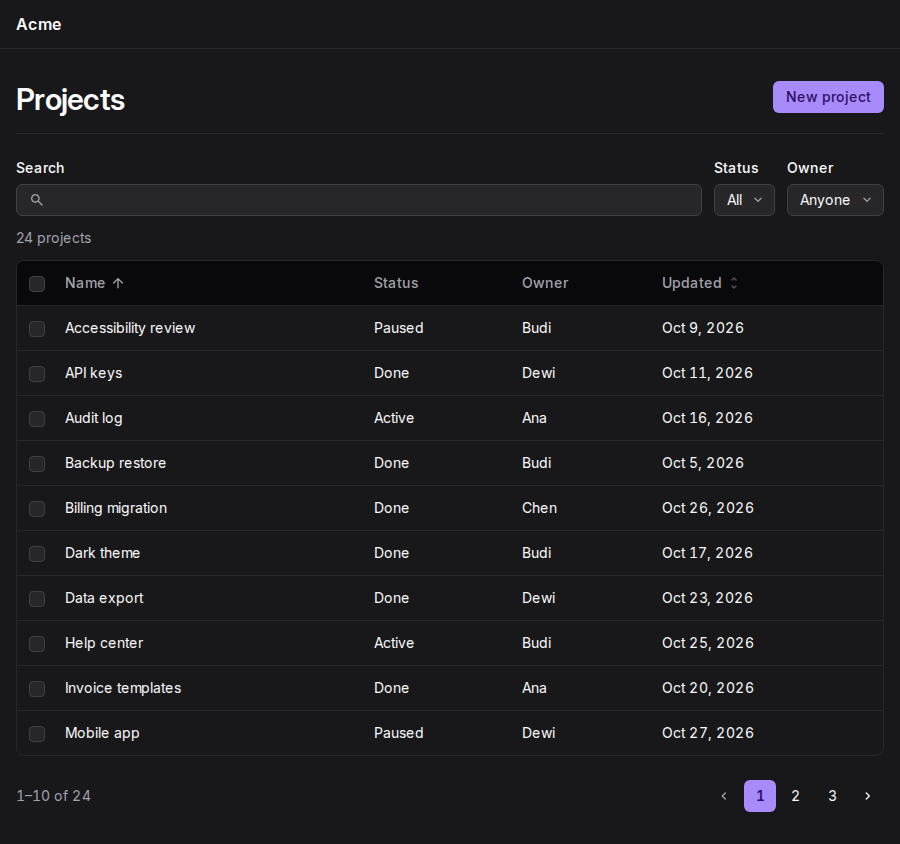 Acme
Projects
New project
Search Status Owner
All Anyone
24 projects
Name Status Owner Updated
Accessibility review Paused Budi Oct 9, 2026
API keys Done Dewi Oct 11, 2026
Audit log Active Ana Oct 16, 2026
Backup restore Done Budi Oct 5, 2026
Billing migration Done Chen Oct 26, 2026
Dark theme Done Budi Oct 17, 2026
Data export Done Dewi Oct 23, 2026
Help center Active Budi Oct 25, 2026
Invoice templates Done Ana Oct 20, 2026
Mobile app Paused Dewi Oct 27, 2026
1–10 of 24 1 2 3